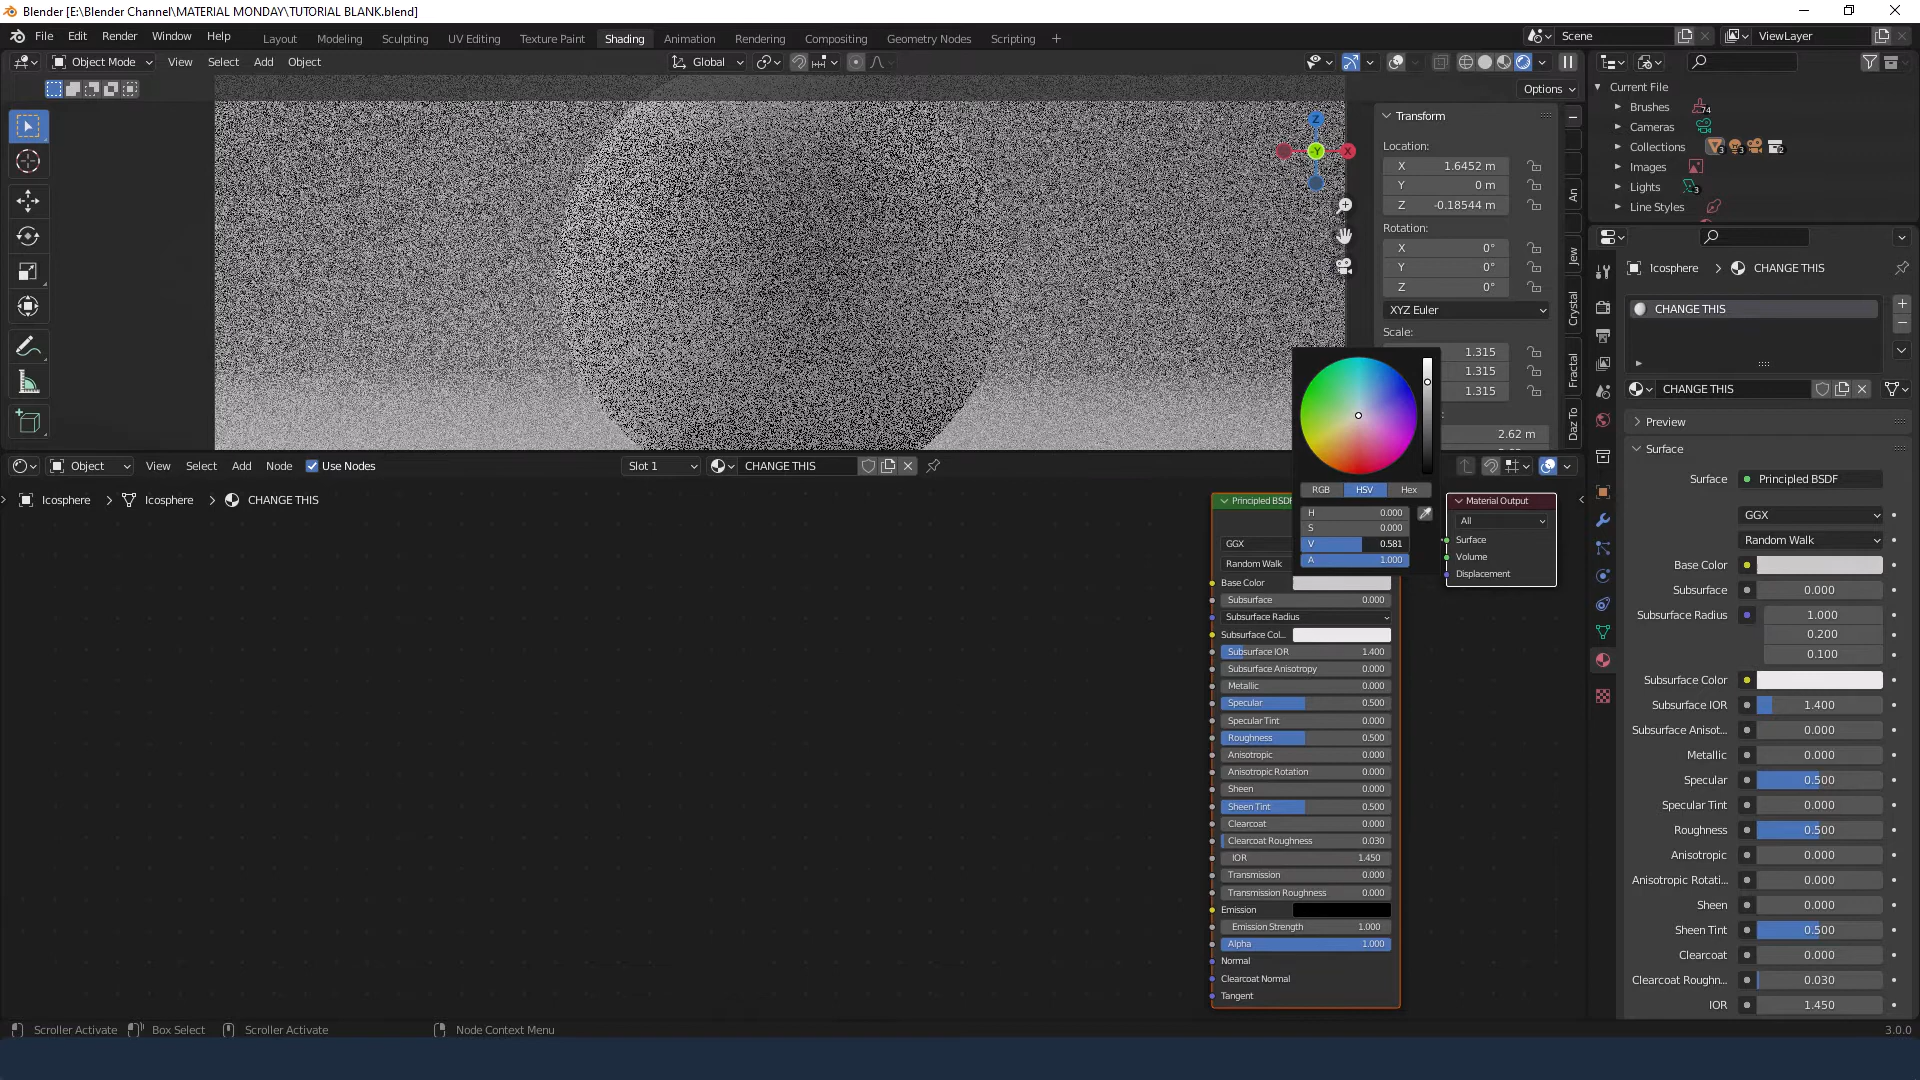 Blender [E:\Blender Channel\MATERIAL MONDAY\TUTORIAL BLANK.blend]
File Edit Render Window Help Layout Modeling Sculpting UV Editing Texture Paint Shading Animation Rendering Compositing Geometry Nodes Scripting + Scene ViewLayer
Object Mode View Select Add Object Global
Options
Current File
Brushes 74
Cameras
Collections 3 3 2
Images
Lights 3
Line Styles
Transform
Location:
X 1.6452 m
Y 0 m
Z -0.18544 m
Rotation:
X 0°
Y 0°
Z 0°
XYZ Euler
Scale:
1.315
1.315
1.315
2.62 m
An
Jew
Crystal
Fractal
Daz To
Z
Y
X
RGB HSV Hex
H 0.000
S 0.000
V 0.581
A 1.000
Object View Select Add Node Use Nodes Slot 1 CHANGE THIS
Icosphere > Icosphere > CHANGE THIS
Principled BSDF
GGX
Random Walk
Base Color
Subsurface 0.000
Subsurface Radius
Subsurface Col...
Subsurface IOR 1.400
Subsurface Anisotropy 0.000
Metallic 0.000
Specular 0.500
Specular Tint 0.000
Roughness 0.500
Anisotropic 0.000
Anisotropic Rotation 0.000
Sheen 0.000
Sheen Tint 0.500
Clearcoat 0.000
Clearcoat Roughness 0.030
IOR 1.450
Transmission 0.000
Transmission Roughness 0.000
Emission
Emission Strength 1.000
Alpha 1.000
Normal
Clearcoat Normal
Tangent
Material Output
All
Surface
Volume
Displacement
Icosphere > CHANGE THIS
CHANGE THIS
CHANGE THIS
Preview
Surface
Surface Principled BSDF
GGX
Random Walk
Base Color
Subsurface 0.000
Subsurface Radius 1.000
0.200
0.100
Subsurface Color
Subsurface IOR 1.400
Subsurface Anisot... 0.000
Metallic 0.000
Specular 0.500
Specular Tint 0.000
Roughness 0.500
Anisotropic 0.000
Anisotropic Rotati... 0.000
Sheen 0.000
Sheen Tint 0.500
Clearcoat 0.000
Clearcoat Roughn... 0.030
IOR 1.450
Scroller Activate Box Select Scroller Activate Node Context Menu 3.0.0